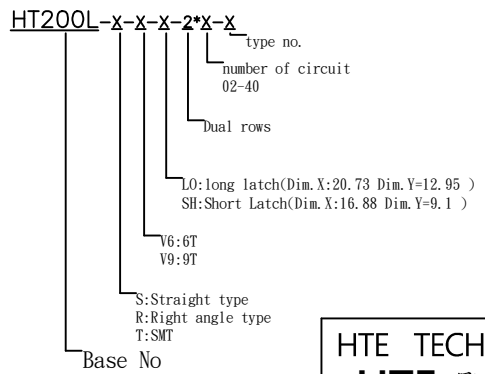 HT200L-X-X-X-2*X-X
type no.
number of circuit
02-40
Dual rows
LO:long latch(Dim.X:20.73 Dim.Y=12.95 )
SH:Short Latch(Dim.X:16.88 Dim.Y=9.1 )
V6:6T
V9:9T
S:Straight type
R:Right angle type
T:SMT
Base No
HTE TECH